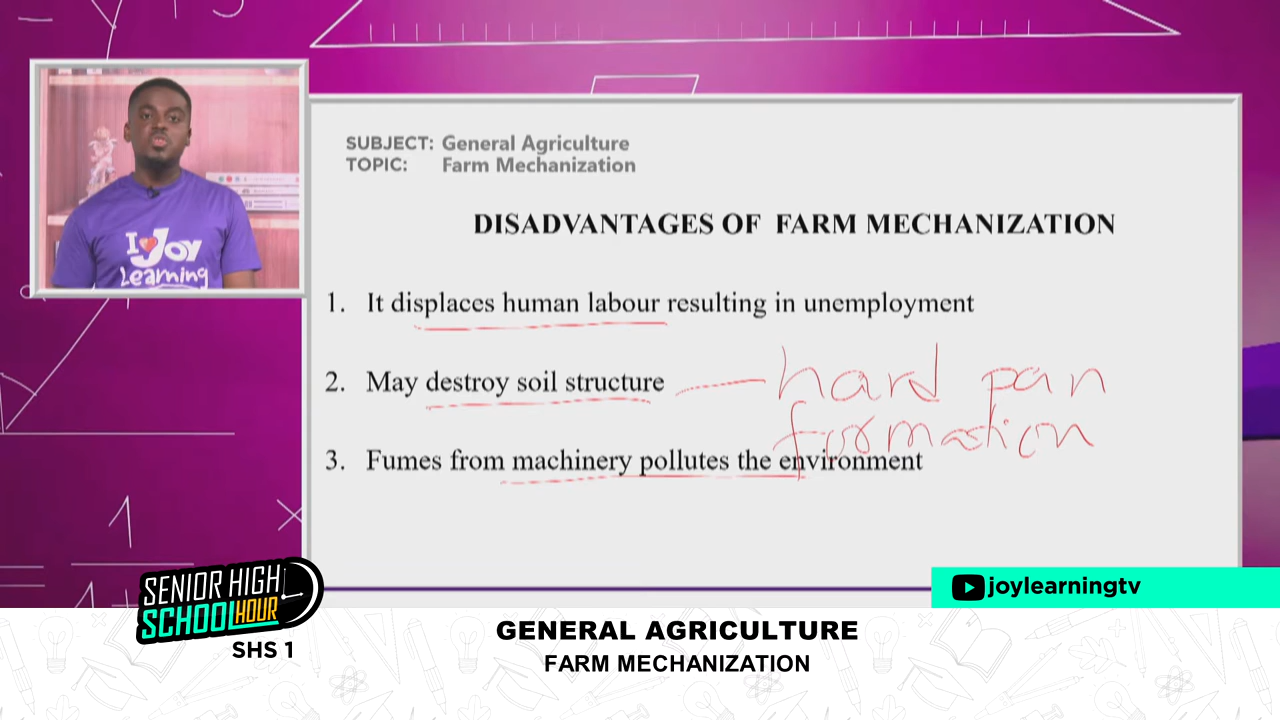 I Joy
Learning
SUBJECT: General Agriculture
TOPIC: Farm Mechanization
DISADVANTAGES OF FARM MECHANIZATION
1. It displaces human labour resulting in unemployment
2. May destroy soil structure
hard pan
formation
3. Fumes from machinery pollutes the environment
SENIOR HIGH
SCHOOL HOUR
SHS 1
joylearningtv
GENERAL AGRICULTURE
FARM MECHANIZATION